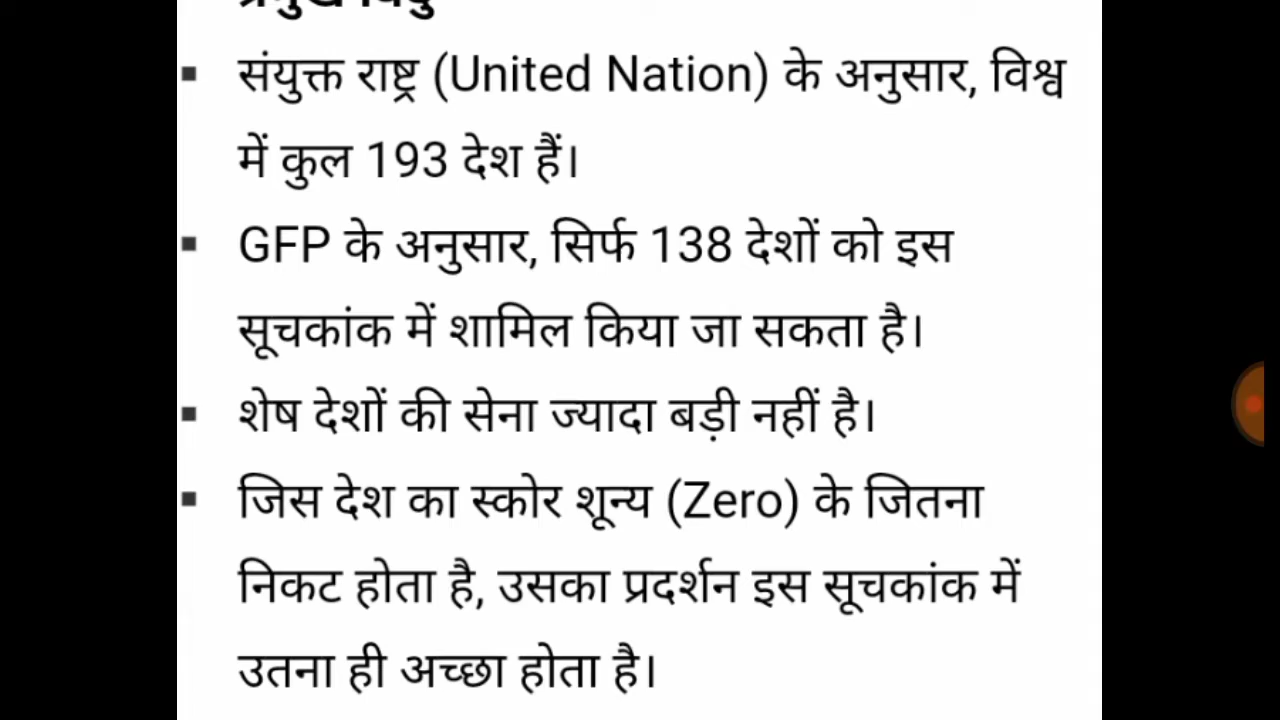 ▪ संयुक्त राष्ट्र (United Nation) के अनुसार, विश्व
में कुल 193 देश हैं।
▪ GFP के अनुसार, सिर्फ 138 देशों को इस
सूचकांक में शामिल किया जा सकता है।
▪ शेष देशों की सेना ज्यादा बड़ी नहीं है।
▪ जिस देश का स्कोर शून्य (Zero) के जितना
निकट होता है, उसका प्रदर्शन इस सूचकांक में
उतना ही अच्छा होता है।